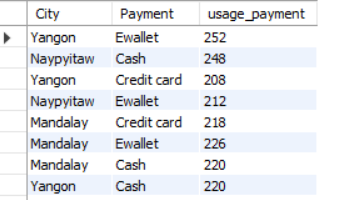 City Payment usage_payment
Yangon Ewallet 252
Naypyitaw Cash 248
Yangon Credit card 208
Naypyitaw Ewallet 212
Mandalay Credit card 218
Mandalay Ewallet 226
Mandalay Cash 220
Yangon Cash 220